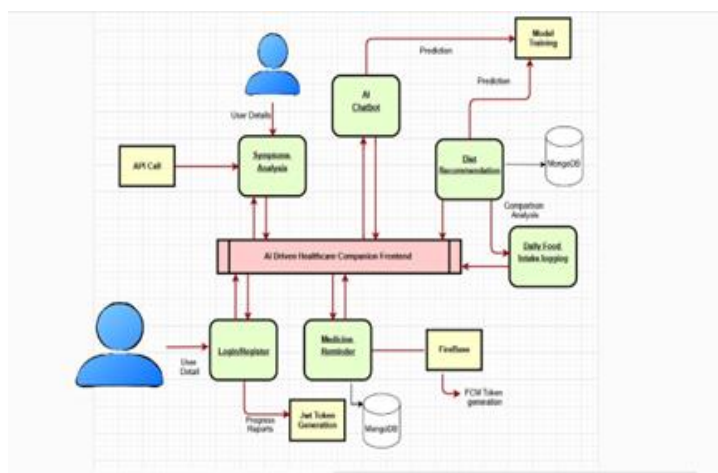 Model
Training
Prediction
AI
Chatbot
Prediction
User Details
API Call
Symptoms
Analysis
Diet
Recommendation
MongoDB
Comparison
Analysis
Daily Food
Intake logging
AI Driven Healthcare Companion Frontend
User
Detail
Login/Register
Medicine
Reminder
FireBase
FCM Token
generation
Progress
Reports
Jwt Token
Generation
MongoDB